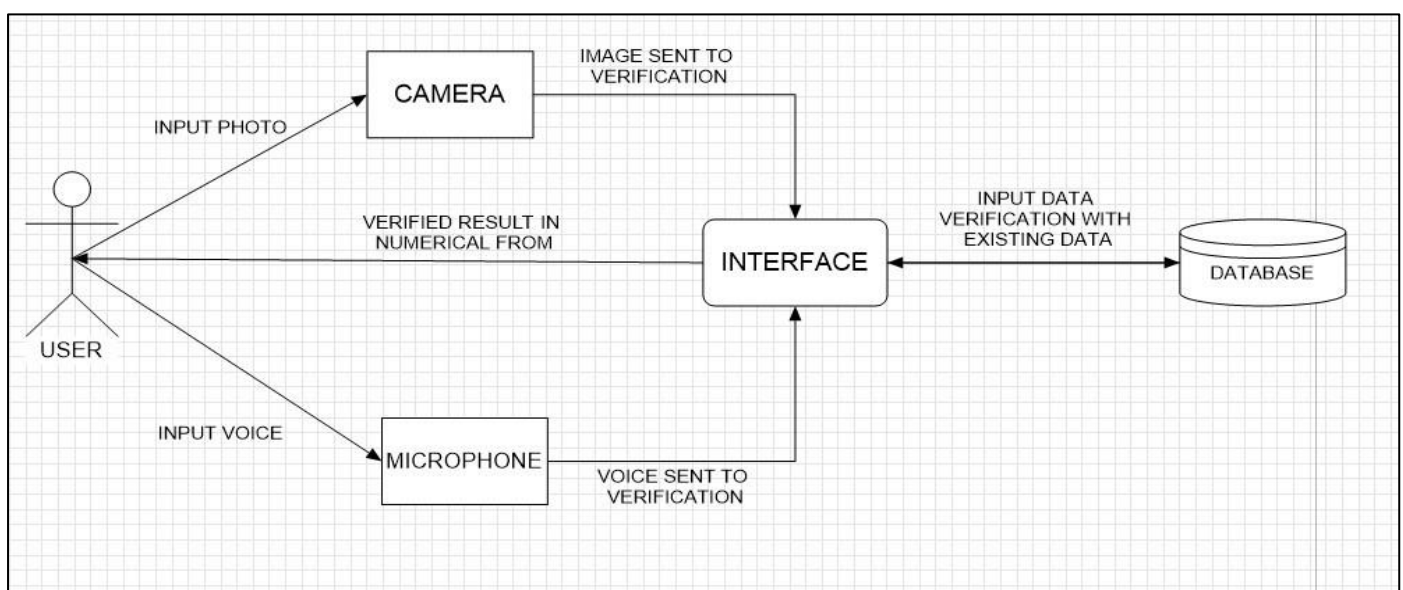 IMAGE SENT TO
VERIFICATION
CAMERA
INPUT PHOTO
VERIFIED RESULT IN
NUMERICAL FROM
INPUT DATA
VERIFICATION WITH
EXISTING DATA
INTERFACE
DATABASE
USER
INPUT VOICE
MICROPHONE
VOICE SENT TO
VERIFICATION